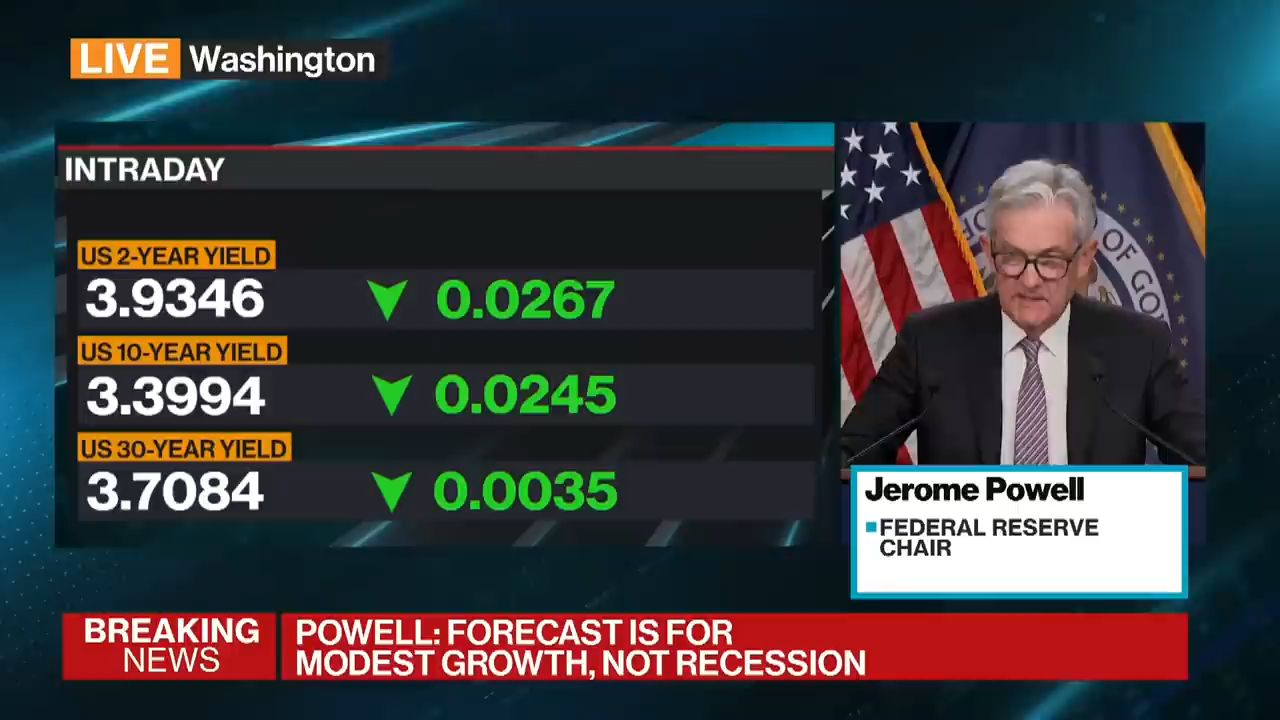 LIVE Washington
INTRADAY
US 2-YEAR YIELD
3.9346 ▼ 0.0267
US 10-YEAR YIELD
3.3994 ▼ 0.0245
US 30-YEAR YIELD
3.7084 ▼ 0.0035
OF GOV
Jerome Powell
FEDERAL RESERVE
CHAIR
BREAKING
NEWS
POWELL: FORECAST IS FOR
MODEST GROWTH, NOT RECESSION